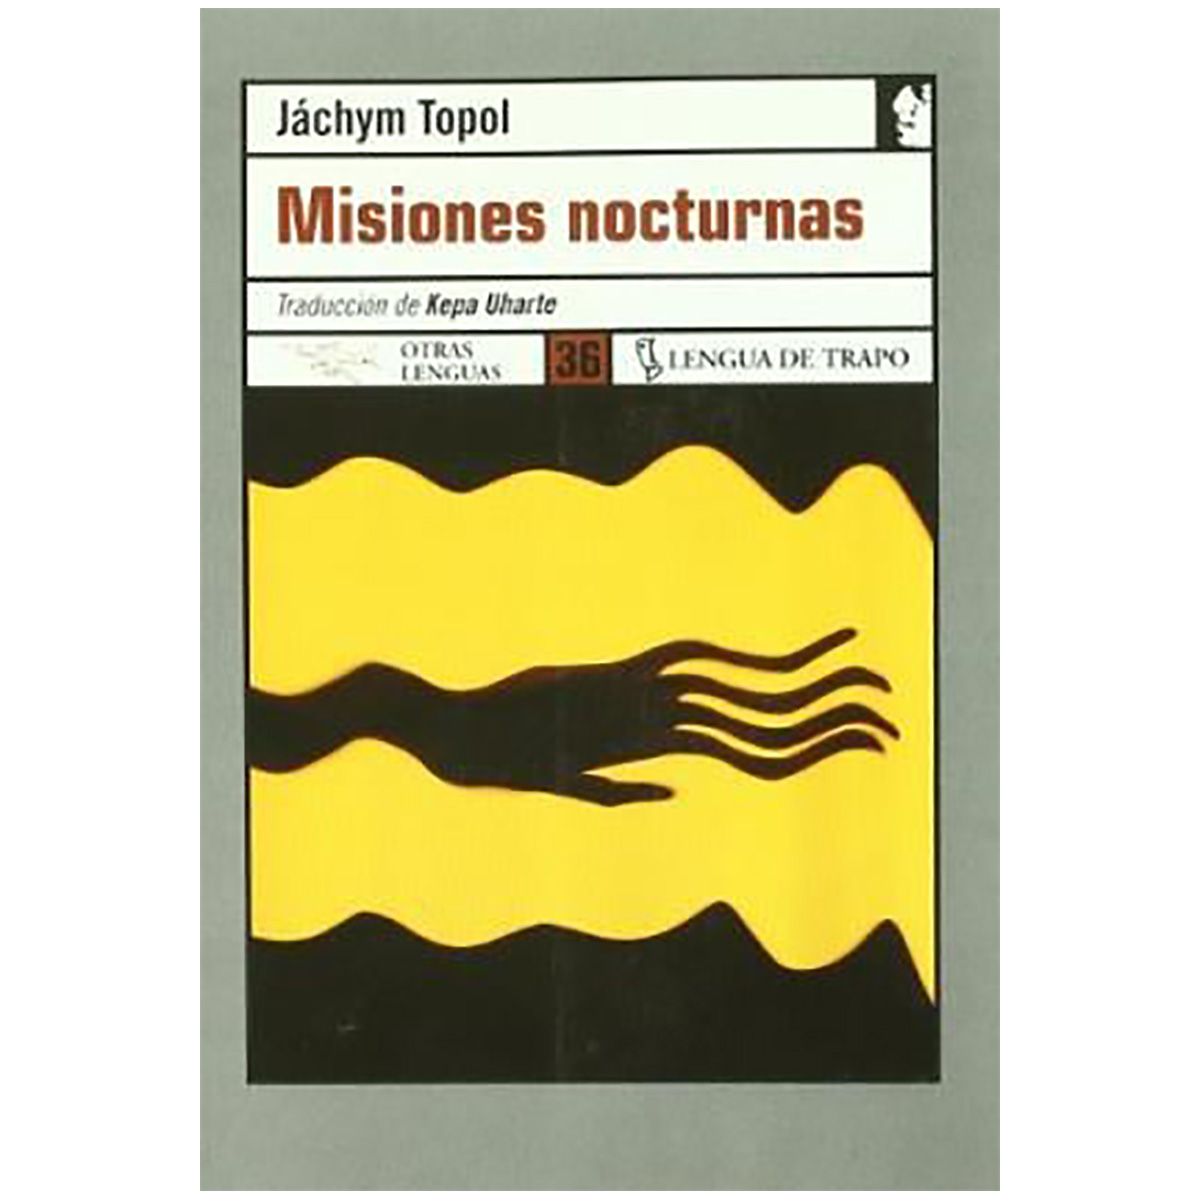 Jáchym Topol
Misiones nocturnas
Traducción de Kepa Uharte
OTRAS
LENGUAS
36
LENGUA DE TRAPO